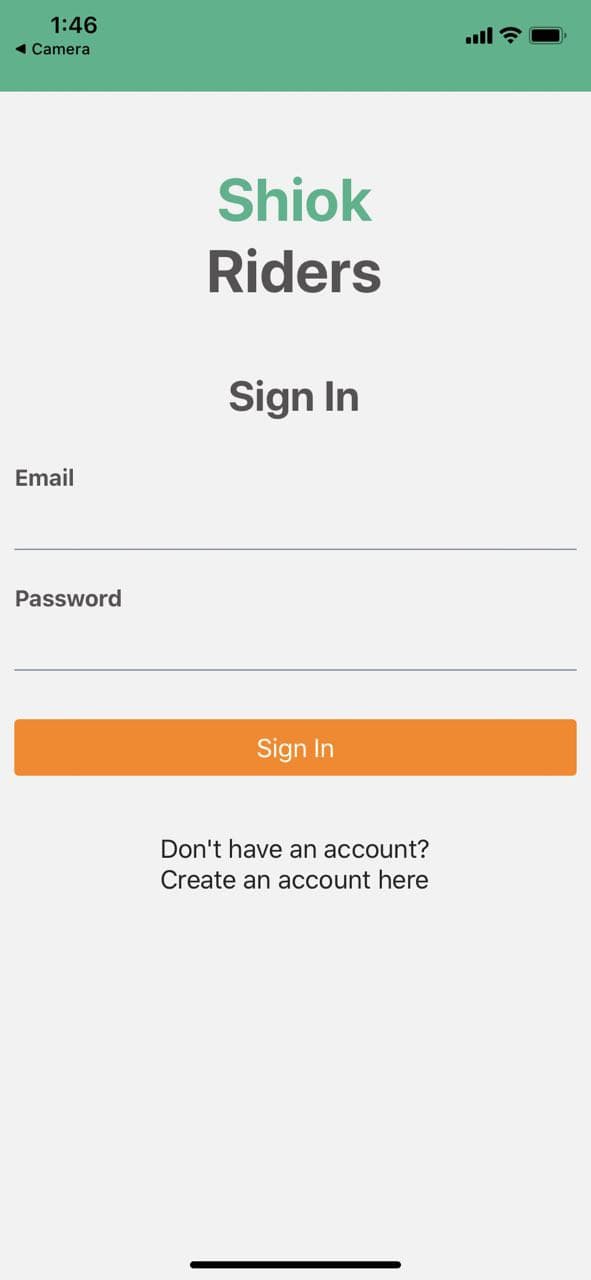 1:46
◀ Camera
Shiok
Riders
Sign In
Email
Password
Sign In
Don't have an account?
Create an account here